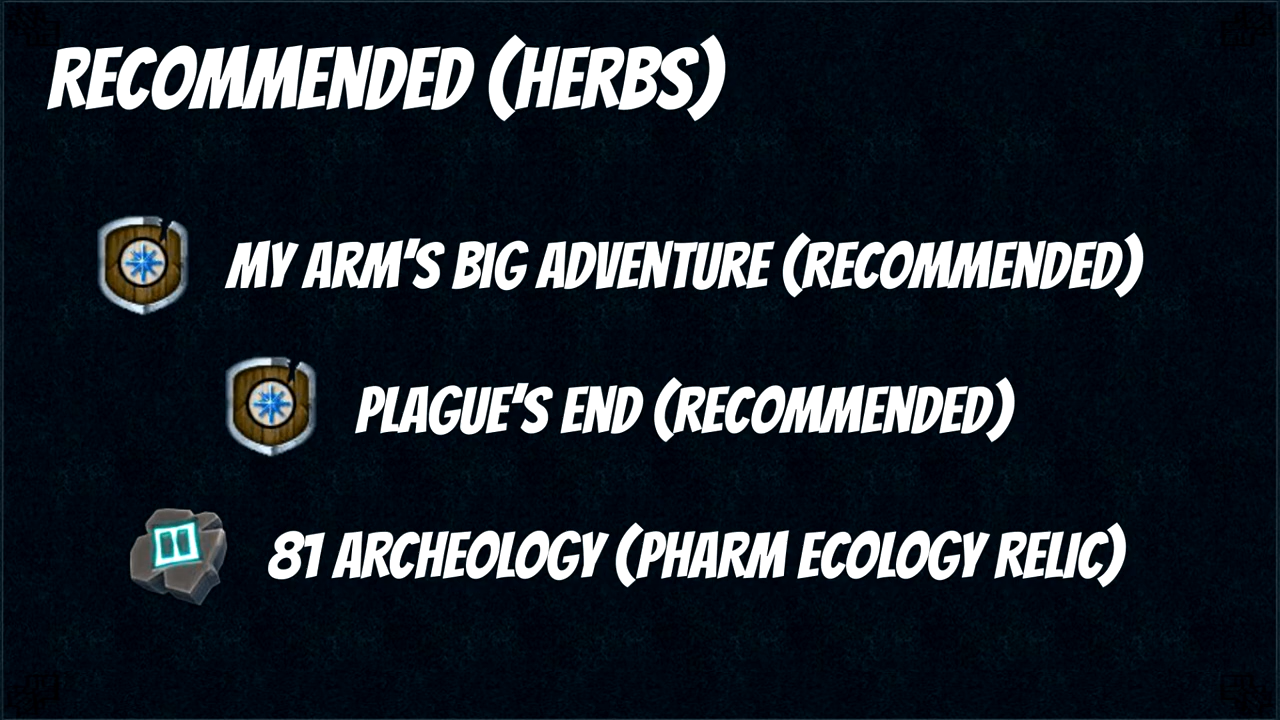 RECOMMENDED (HERBS)
MY ARM'S BIG ADVENTURE (RECOMMENDED)
PLAGUE'S END (RECOMMENDED)
81 ARCHEOLOGY (PHARM ECOLOGY RELIC)